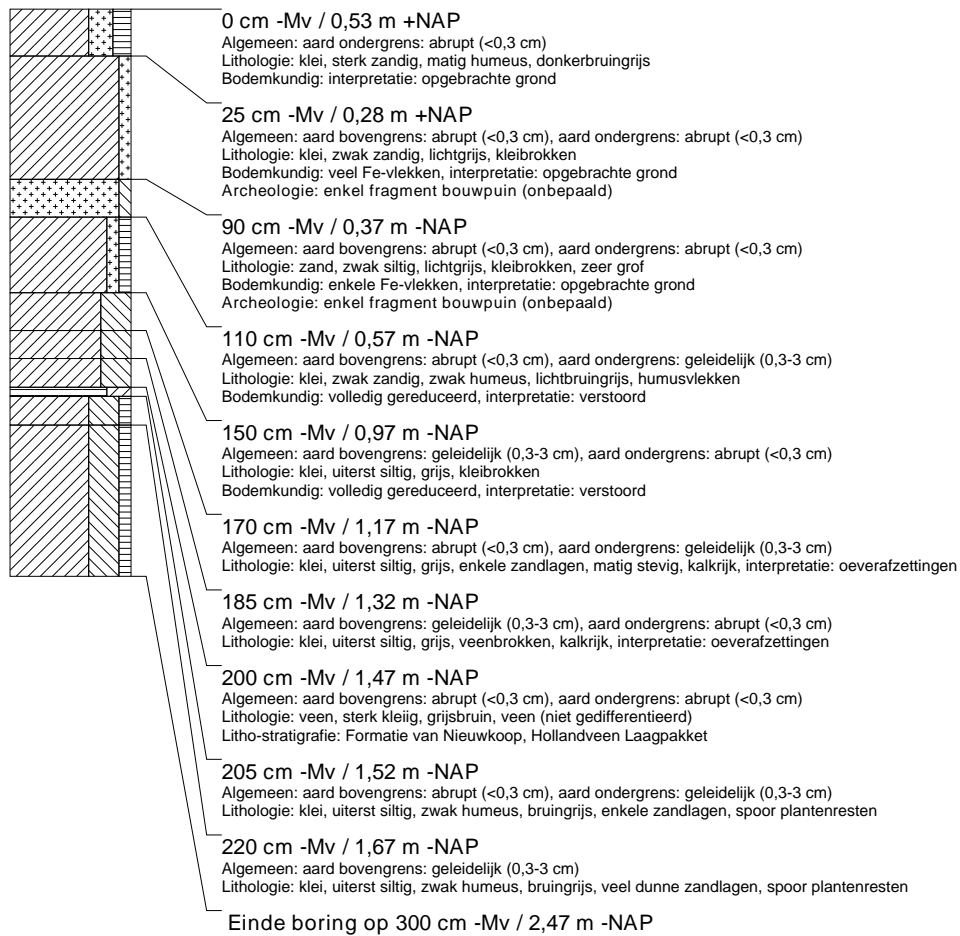 0 cm -Mv / 0,53 m +NAP
Algemeen: aard ondergrens: abrupt (<0,3 cm)
Lithologie: klei, sterk zandig, matig humeus, donkerbruingrijs
Bodemkundig: interpretatie: opgebrachte grond
25 cm -Mv / 0,28 m +NAP
Algemeen: aard bovengrens: abrupt (<0,3 cm), aard ondergrens: abrupt (<0,3 cm)
Lithologie: klei, zwak zandig, lichtgrijs, kleibrokken
Bodemkundig: veel Fe-vlekken, interpretatie: opgebrachte grond
Archeologie: enkel fragment bouwpuin (onbepaald)
90 cm -Mv / 0,37 m -NAP
Algemeen: aard bovengrens: abrupt (<0,3 cm), aard ondergrens: abrupt (<0,3 cm)
Lithologie: zand, zwak siltig, lichtgrijs, kleibrokken, zeer grof
Bodemkundig: enkele Fe-vlekken, interpretatie: opgebrachte grond
Archeologie: enkel fragment bouwpuin (onbepaald)
110 cm -Mv / 0,57 m -NAP
Algemeen: aard bovengrens: abrupt (<0,3 cm), aard ondergrens: geleidelijk (0,3-3 cm)
Lithologie: klei, zwak zandig, zwak humeus, lichtbruingrijs, humusvlekken
Bodemkundig: volledig gereduceerd, interpretatie: verstoord
150 cm -Mv / 0,97 m -NAP
Algemeen: aard bovengrens: geleidelijk (0,3-3 cm), aard ondergrens: abrupt (<0,3 cm)
Lithologie: klei, uiterst siltig, grijs, kleibrokken
Bodemkundig: volledig gereduceerd, interpretatie: verstoord
170 cm -Mv / 1,17 m -NAP
Algemeen: aard bovengrens: abrupt (<0,3 cm), aard ondergrens: geleidelijk (0,3-3 cm)
Lithologie: klei, uiterst siltig, grijs, enkele zandlagen, matig stevig, kalkrijk, interpretatie: oeverafzettingen
185 cm -Mv / 1,32 m -NAP
Algemeen: aard bovengrens: geleidelijk (0,3-3 cm), aard ondergrens: abrupt (<0,3 cm)
Lithologie: klei, uiterst siltig, grijs, veenbrokken, kalkrijk, interpretatie: oeverafzettingen
200 cm -Mv / 1,47 m -NAP
Algemeen: aard bovengrens: abrupt (<0,3 cm), aard ondergrens: abrupt (<0,3 cm)
Lithologie: veen, sterk kleiig, grijsbruin, veen (niet gedifferentieerd)
Litho-stratigrafie: Formatie van Nieuwkoop, Hollandveen Laagpakket
205 cm -Mv / 1,52 m -NAP
Algemeen: aard bovengrens: abrupt (<0,3 cm), aard ondergrens: geleidelijk (0,3-3 cm)
Lithologie: klei, uiterst siltig, zwak humeus, bruingrijs, enkele zandlagen, spoor plantenresten
220 cm -Mv / 1,67 m -NAP
Algemeen: aard bovengrens: geleidelijk (0,3-3 cm)
Lithologie: klei, uiterst siltig, zwak humeus, bruingrijs, veel dunne zandlagen, spoor plantenresten
Einde boring op 300 cm -Mv / 2,47 m -NAP